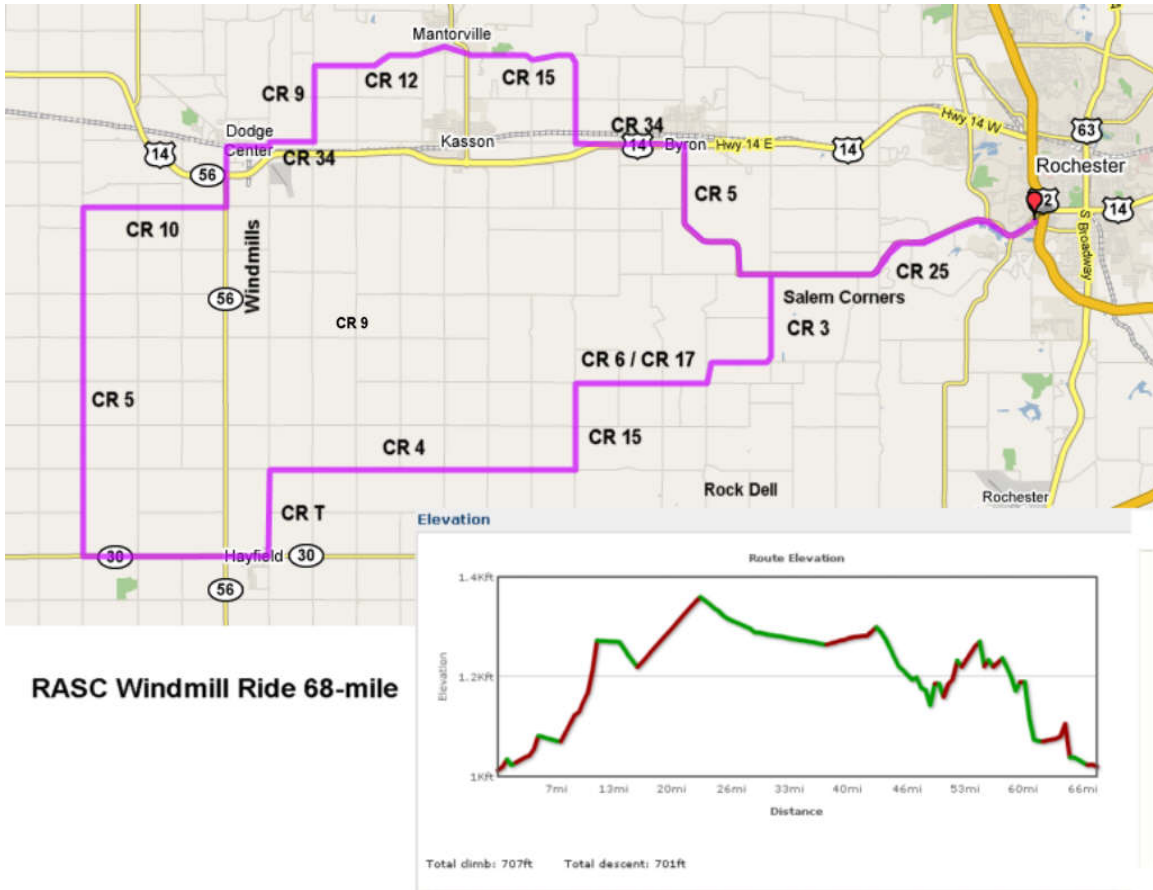 Mantorville
CR 12
CR 15
CR 9
Dodge
Center
CR 34
Kasson
CR 34
14
Byron
Hwy 14 E
14
Hwy 14 W
63
Rochester
14
56
CR 5
2
14
S Broadway
CR 10
Windmills
56
CR 25
Salem Corners
CR 3
CR 9
CR 6 / CR 17
CR 5
CR 15
CR 4
Rock Dell
Rochester
CR T
30
Hayfield
30
56
Elevation
Route Elevation
1.4Kft
1.2Kft
1Kft
Elevation
7mi 13mi 20mi 26mi 33mi 40mi 46mi 53mi 60mi 66mi
Distance
Total climb: 707ft Total descent: 701ft
RASC Windmill Ride 68-mile